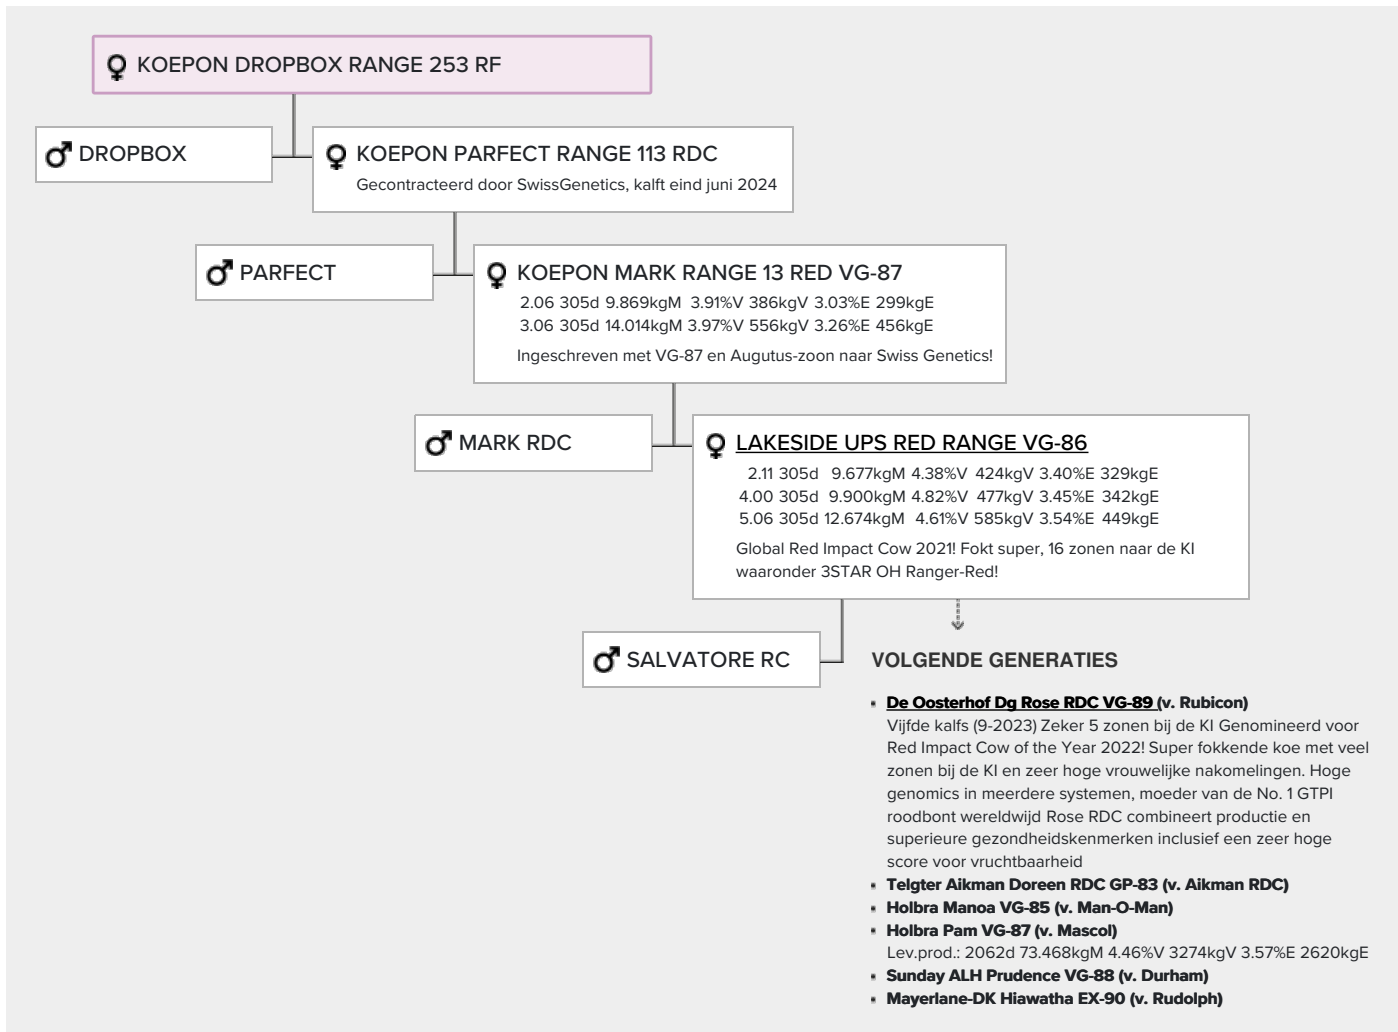 KOEPON DROPBOX RANGE 253 RF
DROPBOX
KOEPON PARFECT RANGE 113 RDC
Gecontracteerd door SwissGenetics, kalft eind juni 2024
PARFECT
KOEPON MARK RANGE 13 RED VG-87
2.06 305d 9.869kgM 3.91%V 386kgV 3.03%E 299kgE
3.06 305d 14.014kgM 3.97%V 556kgV 3.26%E 456kgE
Ingeschreven met VG-87 en Augutus-zoon naar Swiss Genetics!
MARK RDC
LAKESIDE UPS RED RANGE VG-86
2.11 305d 9.677kgM 4.38%V 424kgV 3.40%E 329kgE
4.00 305d 9.900kgM 4.82%V 477kgV 3.45%E 342kgE
5.06 305d 12.674kgM 4.61%V 585kgV 3.54%E 449kgE
Global Red Impact Cow 2021! Fokt super, 16 zonen naar de KI
waaronder 3STAR OH Ranger-Red!
SALVATORE RC
VOLGENDE GENERATIES
▪ De Oosterhof Dg Rose RDC VG-89 (v. Rubicon)
Vijfde kalfs (9-2023) Zeker 5 zonen bij de KI Genomineerd voor
Red Impact Cow of the Year 2022! Super fokkende koe met veel
zonen bij de KI en zeer hoge vrouwelijke nakomelingen. Hoge
genomics in meerdere systemen, moeder van de No. 1 GTPI
roodbont wereldwijd Rose RDC combineert productie en
superieure gezondheidskenmerken inclusief een zeer hoge
score voor vruchtbaarheid
▪ Telgter Aikman Doreen RDC GP-83 (v. Aikman RDC)
▪ Holbra Manoa VG-85 (v. Man-O-Man)
▪ Holbra Pam VG-87 (v. Mascol)
Lev.prod.: 2062d 73.468kgM 4.46%V 3274kgV 3.57%E 2620kgE
▪ Sunday ALH Prudence VG-88 (v. Durham)
▪ Mayerlane-DK Hiawatha EX-90 (v. Rudolph)